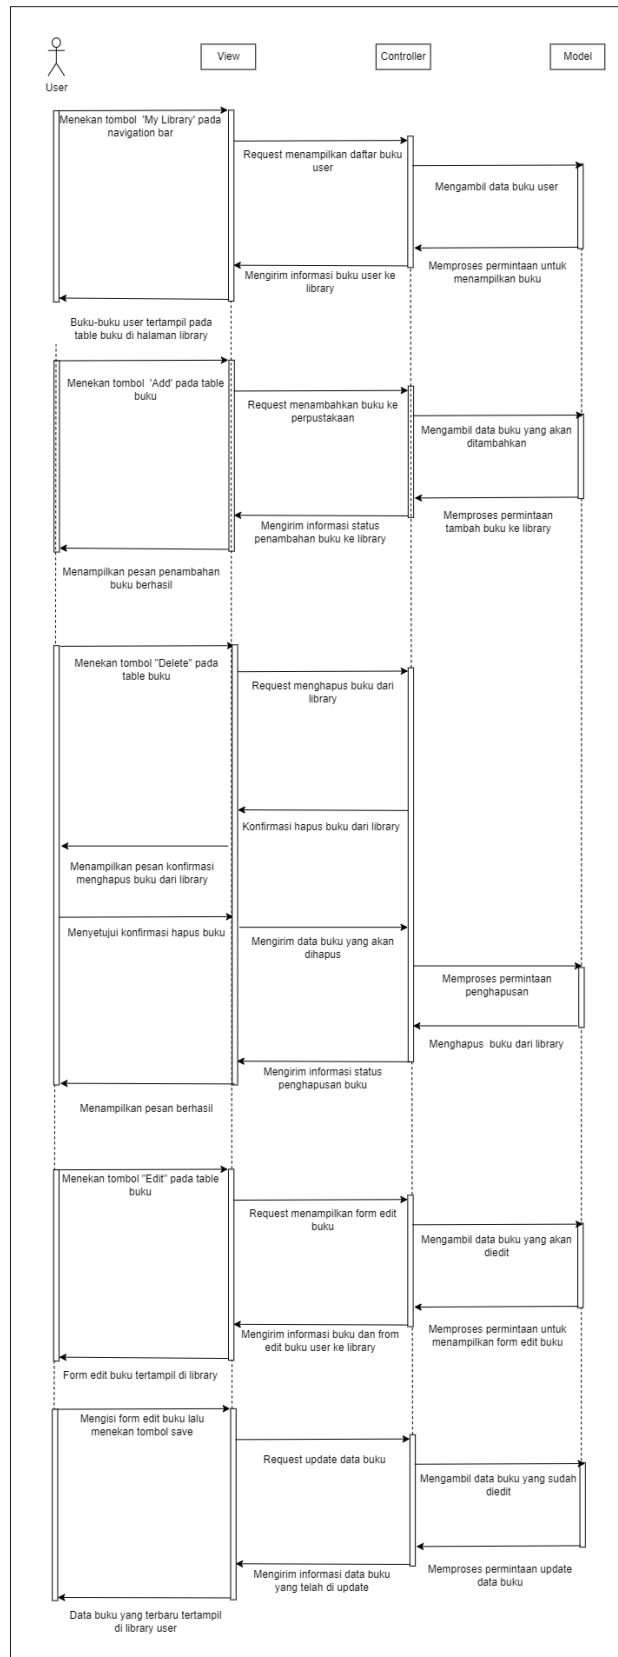 User
View
Controller
Model
Menekan tombol 'My Library' pada
navigation bar
Request menampilkan daftar buku
user
Mengambil data buku user
Memproses permintaan untuk
menampilkan buku
Mengirim informasi buku user ke
library
Buku-buku user tertampil pada
table buku di halaman library
Menekan tombol 'Add' pada table
buku
Request menambahkan buku ke
perpustakaan
Mengambil data buku yang akan
ditambahkan
Memproses permintaan
tambah buku ke library
Mengirim informasi status
penambahan buku ke library
Menampilkan pesan penambahan
buku berhasil
Menekan tombol "Delete" pada
table buku
Request menghapus buku dari
library
Konfirmasi hapus buku dari library
Menampilkan pesan konfirmasi
menghapus buku dari library
Menyetujui konfirmasi hapus buku
Mengirim data buku yang akan
dihapus
Memproses permintaan
penghapusan
Menghapus buku dari library
Mengirim informasi status
penghapusan buku
Menampilkan pesan berhasil
Menekan tombol "Edit" pada table
buku
Request menampilkan form edit
buku
Mengambil data buku yang akan
diedit
Memproses permintaan untuk
menampilkan form edit buku
Mengirim informasi buku dan from
edit buku user ke library
Form edit buku tertampil di library
Mengisi form edit buku lalu
menekan tombol save
Request update data buku
Mengambil data buku yang sudah
diedit
Memproses permintaan update
data buku
Mengirim informasi data buku
yang telah di update
Data buku yang terbaru tertampil
di library user